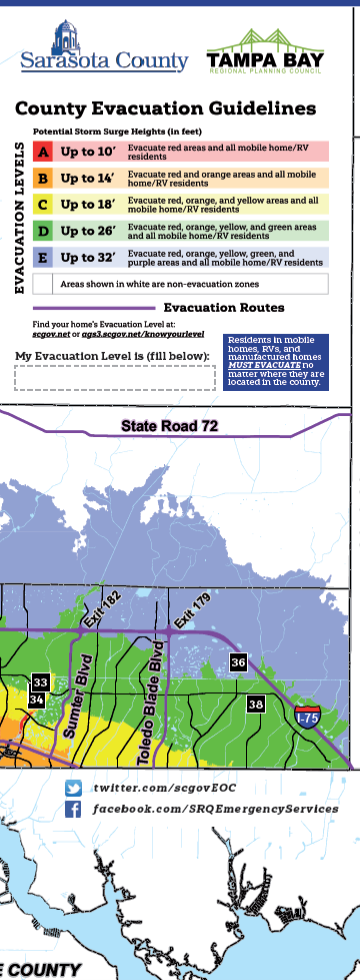 Sarasota County
TAMPA BAY
REGIONAL PLANNING COUNCIL
County Evacuation Guidelines
Potential Storm Surge Heights (in feet)
EVACUATION LEVELS
A Up to 10' Evacuate red areas and all mobile home/RV
residents
B Up to 14' Evacuate red and orange areas and all mobile
home/RV residents
C Up to 18' Evacuate red, orange, and yellow areas and all
mobile home/RV residents
D Up to 26' Evacuate red, orange, yellow, and green areas
and all mobile home/RV residents
E Up to 32' Evacuate red, orange, yellow, green, and
purple areas and all mobile home/RV residents
Areas shown in white are non-evacuation zones
Evacuation Routes
Find your home's Evacuation Level at:
scgov.net or ags3.scgov.net/knowyourlevel
My Evacuation Level is (fill below):
Residents in mobile
homes, RVs, and
manufactured homes
MUST EVACUATE no
matter where they are
located in the county.
State Road 72
Exit 182
Exit 179
Sumter Blvd
Toledo Blade Blvd
33
34
36
38
I-75
twitter.com/scgovEOC
facebook.com/SRQEmergencyServices
E COUNTY